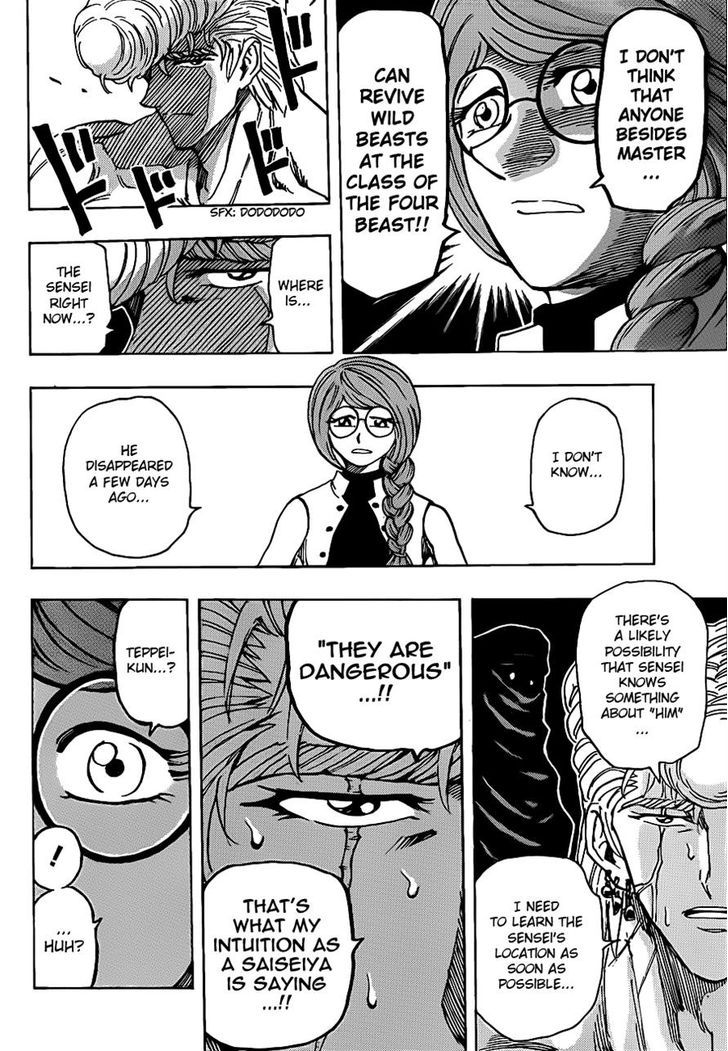 I DON'T
THINK
THAT
ANYONE
BESIDES
MASTER
...
CAN
REVIVE
WILD
BEASTS
AT THE
CLASS OF
THE FOUR
BEAST!!
ドドドド
SFX: DODODODO
WHERE
IS...
THE
SENSEI
RIGHT
NOW...?
I DON'T
KNOW...
HE
DISAPPEARED
A FEW DAYS
AGO...
THERE'S
A LIKELY
POSSIBILITY
THAT SENSEI
KNOWS
SOMETHING
ABOUT "HIM"
...
I NEED
TO LEARN THE
SENSEI'S
LOCATION AS
SOON AS
POSSIBLE...
"THEY ARE
DANGEROUS"
...!!
THAT'S
WHAT MY
INTUITION AS
A SAISEIYA
IS SAYING
...!!
TEPPEI-
KUN...?
!
...
HUH?